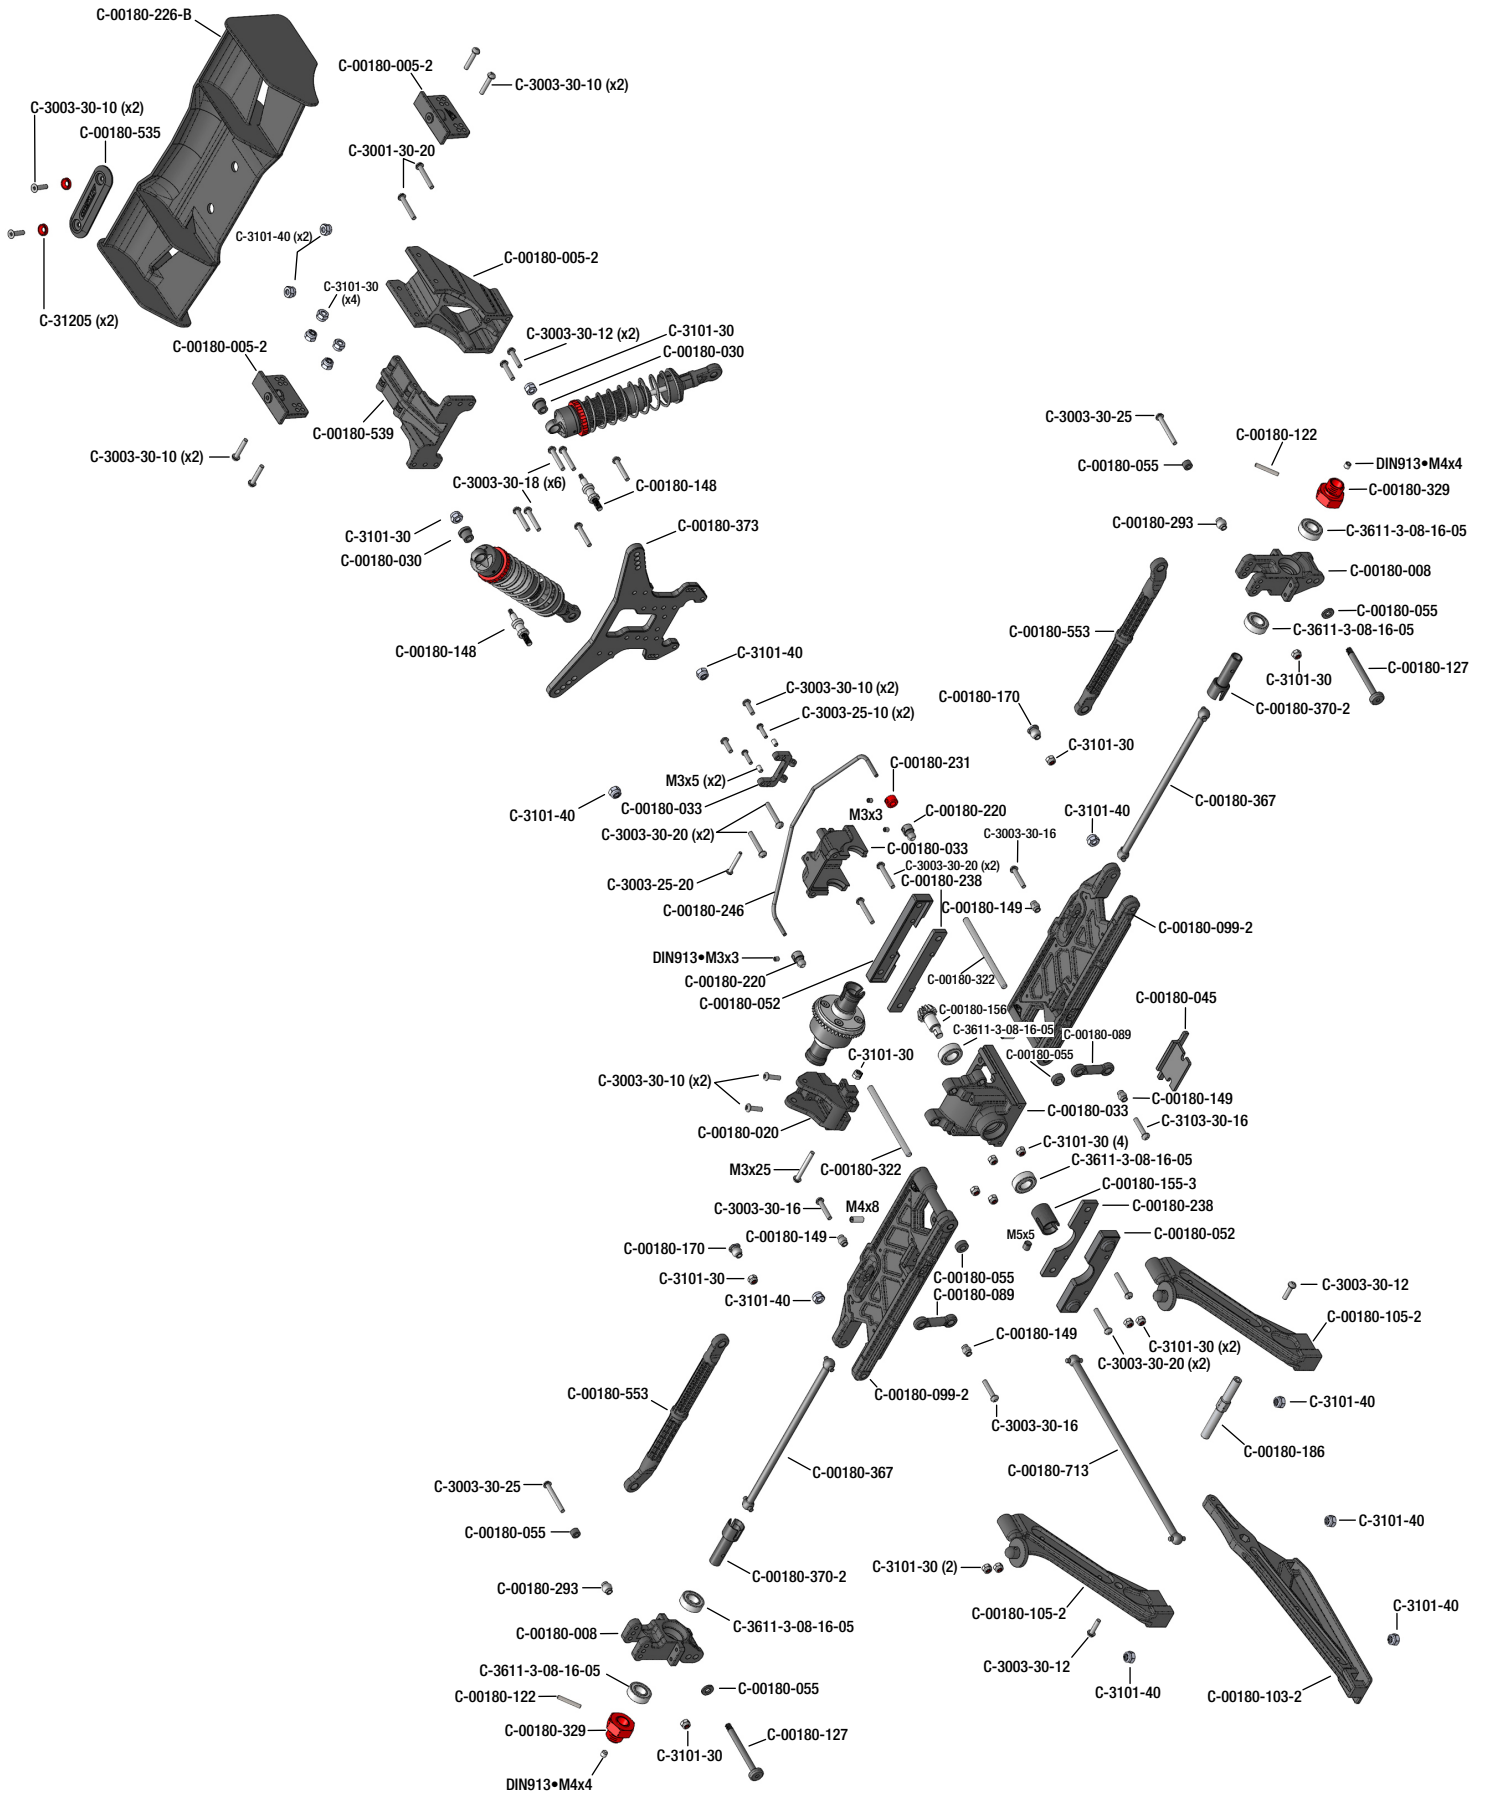 C-00180-226-B
C-00180-005-2
C-3003-30-10 (x2)
C-3003-30-10 (x2)
C-00180-535
C-3001-30-20
C-3101-40 (x2)
C-00180-005-2
C-3101-30
(x4)
C-31205 (x2)
C-3003-30-12 (x2)
C-3101-30
C-00180-005-2
C-00180-030
C-00180-539
C-3003-30-25
C-00180-122
C-3003-30-10 (x2)
C-00180-055
DIN913•M4x4
C-3003-30-18 (x6)
C-00180-148
C-00180-329
C-00180-373
C-00180-293
C-3611-3-08-16-05
C-3101-30
C-00180-030
C-00180-008
C-00180-055
C-00180-553
C-3611-3-08-16-05
C-00180-148
C-3101-40
C-00180-127
C-3101-30
C-3003-30-10 (x2)
C-00180-170
C-00180-370-2
C-3003-25-10 (x2)
C-3101-30
C-00180-231
M3x5 (x2)
C-00180-033
C-00180-367
C-3101-40
M3x3
C-00180-220
C-3101-40
C-3003-30-20 (x2)
C-3003-30-16
C-00180-033
C-3003-30-20 (x2)
C-3003-25-20
C-00180-238
C-00180-246
C-00180-149
C-00180-099-2
DIN913•M3x3
C-00180-220
C-00180-322
C-00180-052
C-00180-045
C-00180-156
C-3611-3-08-16-05
C-00180-089
C-3101-30
C-00180-055
C-3003-30-10 (x2)
C-00180-149
C-00180-033
C-3103-30-16
C-00180-020
C-3101-30 (4)
C-3611-3-08-16-05
M3x25
C-00180-322
C-00180-155-3
C-3003-30-16
M4x8
C-00180-238
C-00180-149
M5x5
C-00180-052
C-00180-170
C-3101-30
C-00180-055
C-3003-30-12
C-3101-40
C-00180-089
C-00180-105-2
C-00180-149
C-3101-30 (x2)
C-3003-30-20 (x2)
C-00180-553
C-00180-099-2
C-3101-40
C-3003-30-16
C-00180-186
C-00180-367
C-00180-713
C-3003-30-25
C-3101-40
C-00180-055
C-3101-30 (2)
C-00180-370-2
C-00180-293
C-3101-40
C-00180-105-2
C-3611-3-08-16-05
C-00180-008
C-3003-30-12
C-3611-3-08-16-05
C-00180-055
C-3101-40
C-00180-103-2
C-00180-122
C-00180-329
C-00180-127
C-3101-30
DIN913•M4x4